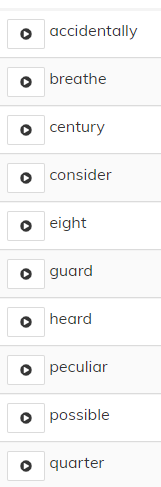 accidentally
breathe
century
consider
eight
guard
heard
peculiar
possible
quarter